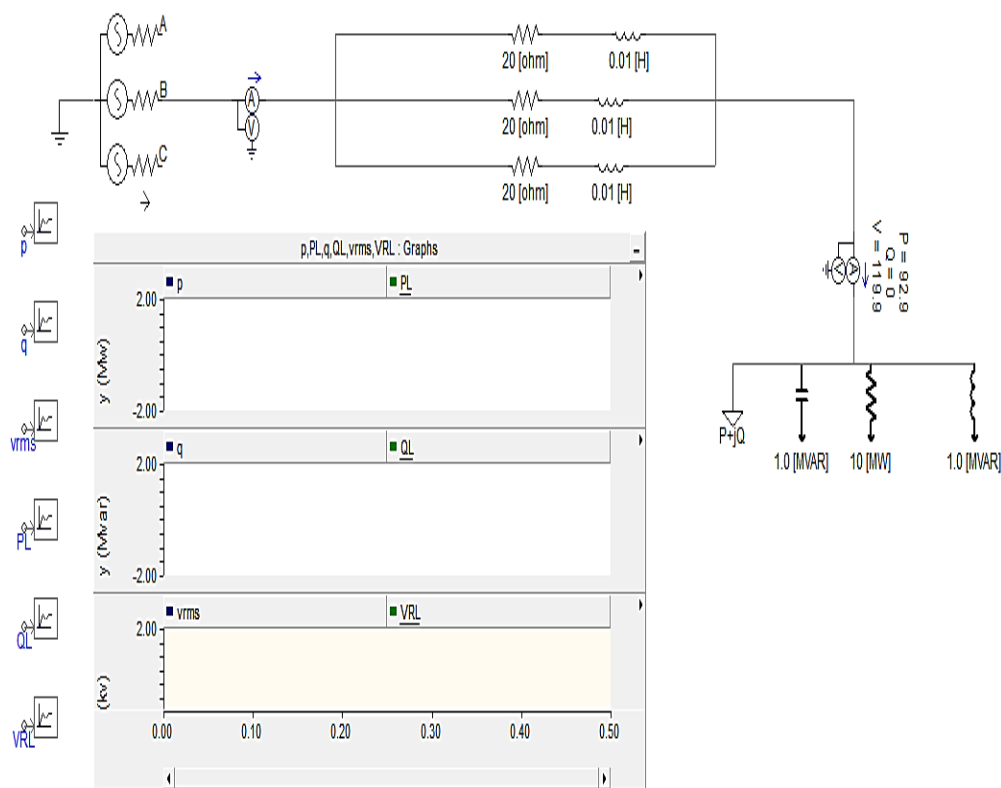 A
B
C
A
V
20 [ohm]
0.01 [H]
20 [ohm]
0.01 [H]
20 [ohm]
0.01 [H]
P = 92.9
Q = 0
V = 119.9
V
A
P+jQ
1.0 [MVAR]
10 [MW]
1.0 [MVAR]
p
q
vrms
PL
QL
VRL
p,PL,q,QL,vrms,VRL : Graphs
p
PL
2.00
y (Mw)
-2.00
q
QL
2.00
y (Mvar)
-2.00
vrms
VRL
2.00
(kv)
0.00 0.10 0.20 0.30 0.40 0.50